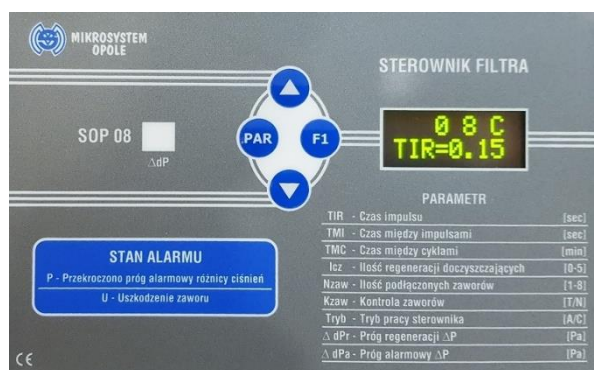 MIKROSYSTEM
OPOLE
STEROWNIK FILTRA
SOP 08
ΔdP
PAR
F1
0 8 C
TIR=0.15
PARAMETR
TIR - Czas impulsu [sec]
TMI - Czas między impulsami [sec]
TMC - Czas między cyklami [min]
Icz - Ilość regeneracji doczyszczających [0-5]
Nzaw - Ilość podłączonych zaworów [1-8]
Kzaw - Kontrola zaworów [T/N]
Tryb - Tryb pracy sterownika [A/C]
Δ dPr - Próg regeneracji ΔP [Pa]
Δ dPa - Próg alarmowy ΔP [Pa]
STAN ALARMU
P - Przekroczono próg alarmowy różnicy ciśnień
U - Uszkodzenie zaworu
CE